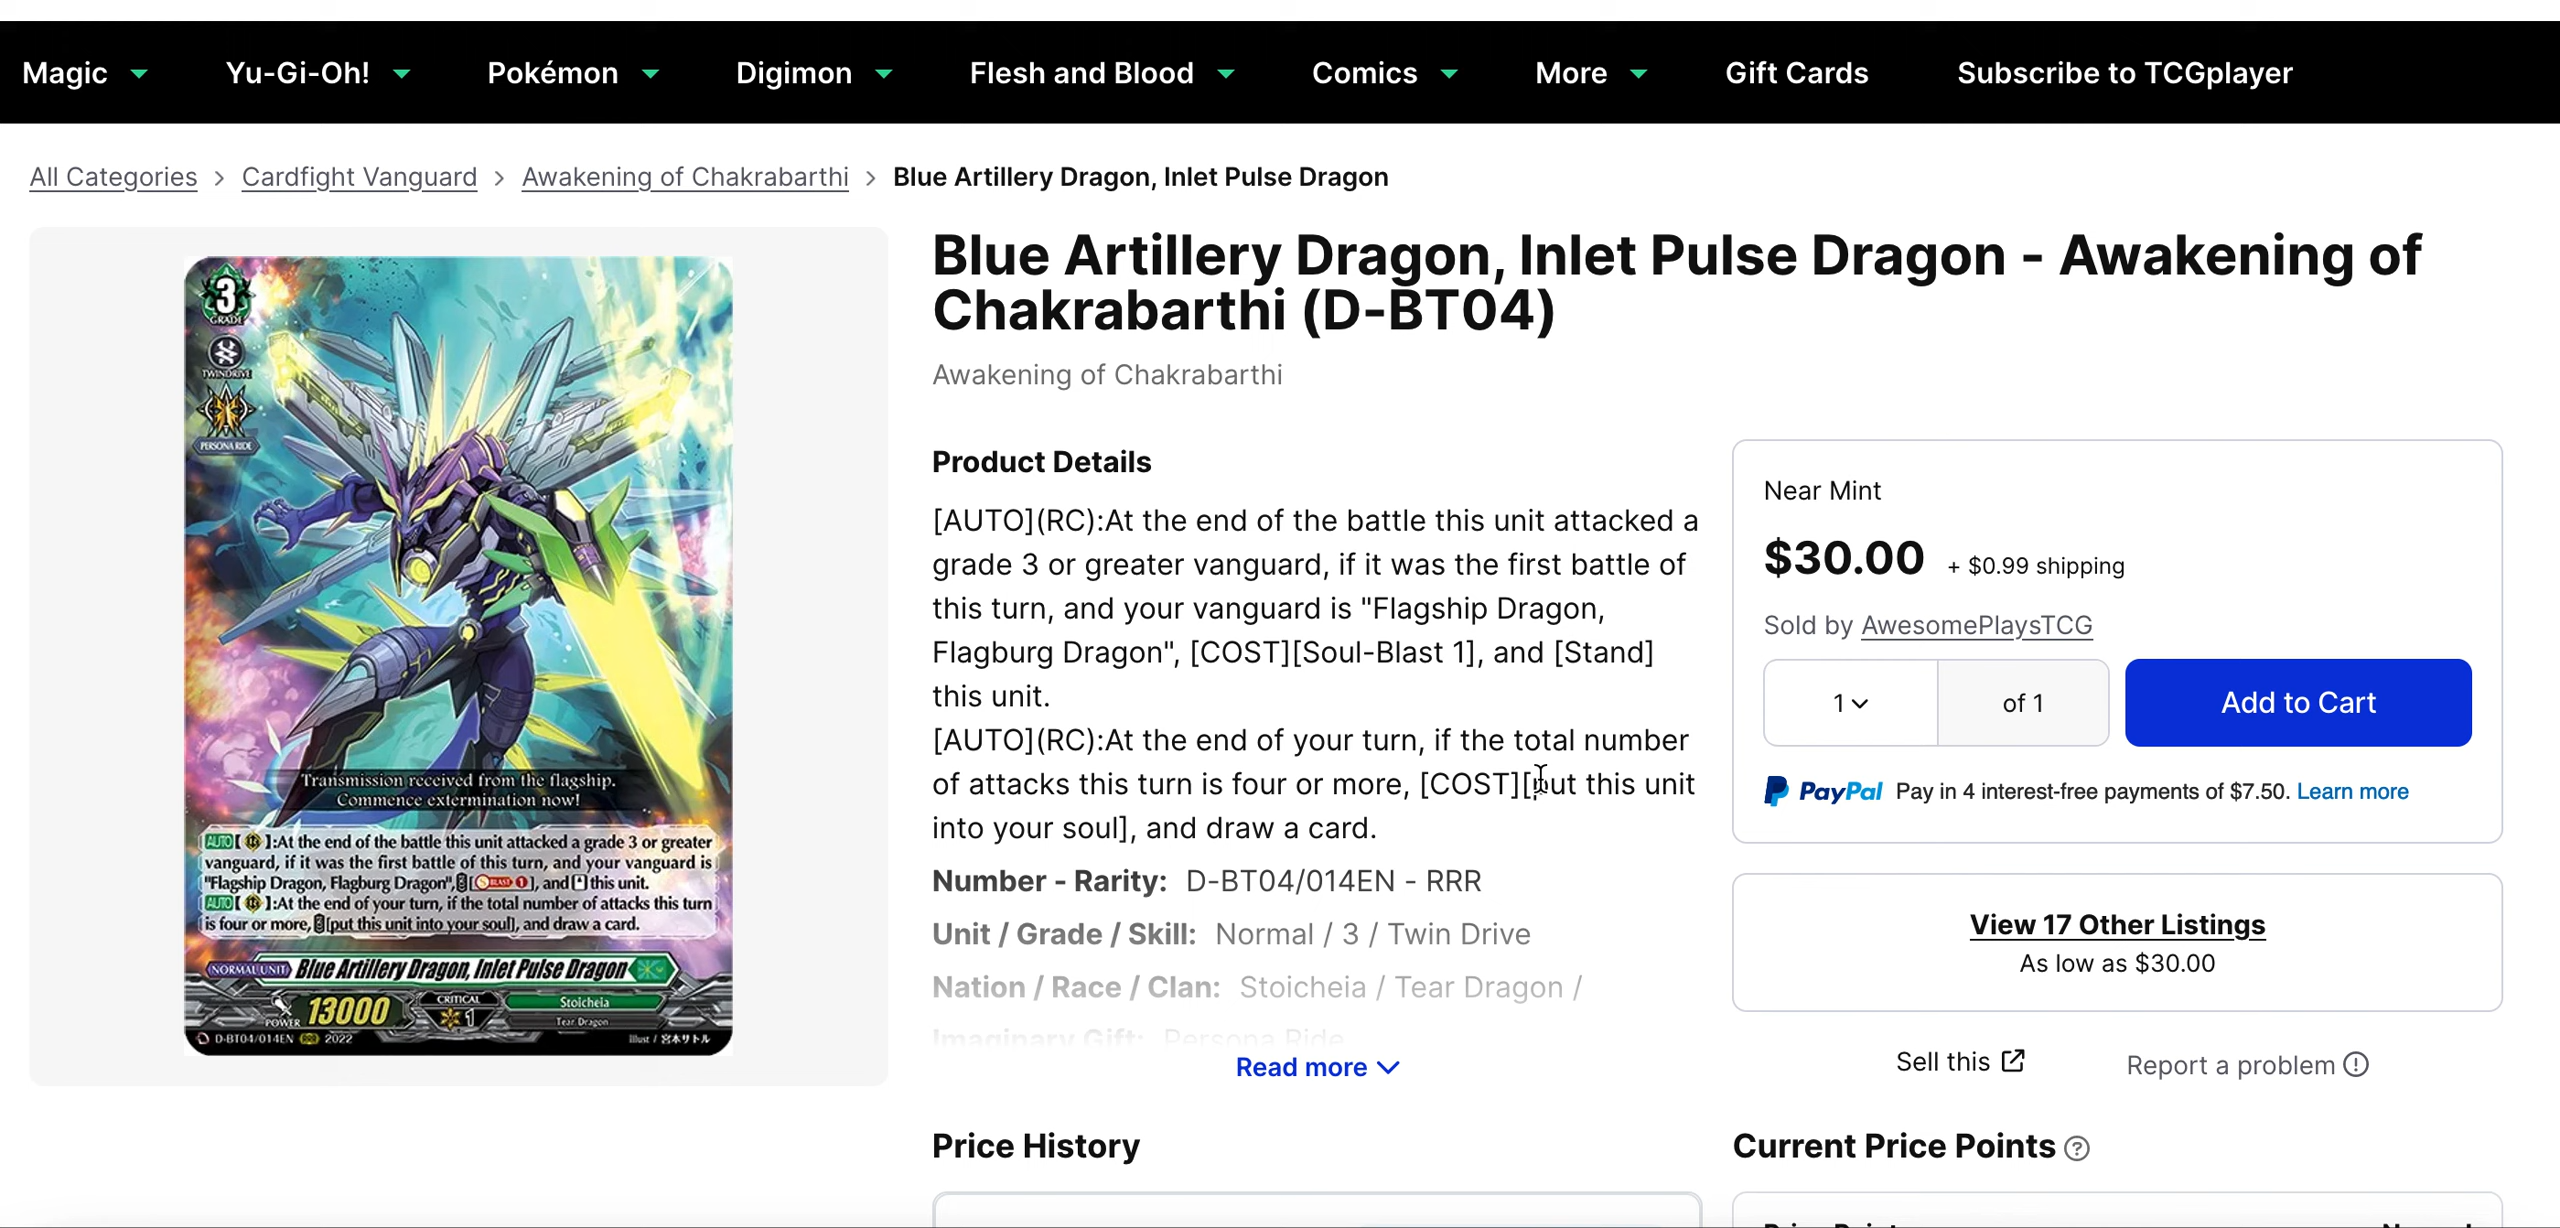 Magic Yu-Gi-Oh! Pokémon Digimon Flesh and Blood Comics More Gift Cards Subscribe to TCGplayer
All Categories > Cardfight Vanguard > Awakening of Chakrabarthi > Blue Artillery Dragon, Inlet Pulse Dragon
3
GRADE
TWINDRIVE
PERSONA RIDE
Transmission received from the flagship.
Commence extermination now!
AUTO【 】:At the end of the battle this unit attacked a grade 3 or greater
vanguard, if it was the first battle of this turn, and your vanguard is
"Flagship Dragon, Flagburg Dragon", [ BLAST 1], and this unit.
AUTO【 】:At the end of your turn, if the total number of attacks this turn
is four or more, [put this unit into your soul], and draw a card.
NORMAL UNIT Blue Artillery Dragon, Inlet Pulse Dragon
POWER 13000 CRITICAL 1 Stoicheia
Tear Dragon
D-BT04/014EN RRR 2022 Illust / 宮本サトル
Blue Artillery Dragon, Inlet Pulse Dragon - Awakening of
Chakrabarthi (D-BT04)
Awakening of Chakrabarthi
Product Details
[AUTO](RC):At the end of the battle this unit attacked a
grade 3 or greater vanguard, if it was the first battle of
this turn, and your vanguard is "Flagship Dragon,
Flagburg Dragon", [COST][Soul-Blast 1], and [Stand]
this unit.
[AUTO](RC):At the end of your turn, if the total number
of attacks this turn is four or more, [COST][put this unit
into your soul], and draw a card.
Number - Rarity: D-BT04/014EN - RRR
Unit / Grade / Skill: Normal / 3 / Twin Drive
Nation / Race / Clan: Stoicheia / Tear Dragon /
Imaginary Gift: Persona Ride
Read more
Near Mint
$30.00 + $0.99 shipping
Sold by AwesomePlaysTCG
1 of 1 Add to Cart
PayPal Pay in 4 interest-free payments of $7.50. Learn more
View 17 Other Listings
As low as $30.00
Sell this Report a problem
Price History
Current Price Points